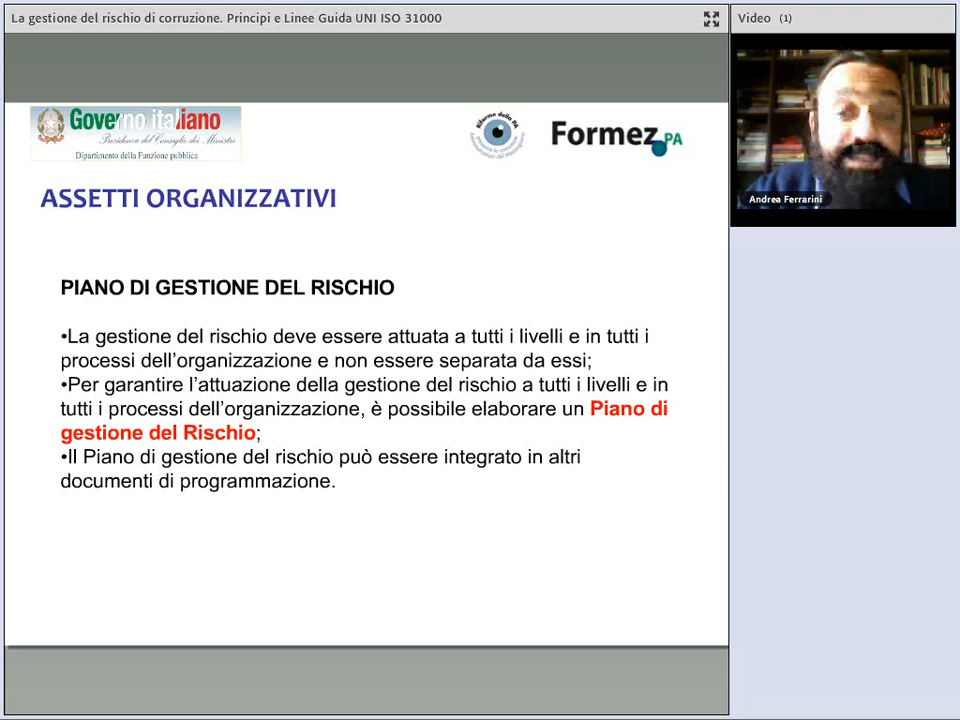 La gestione del rischio di corruzione. Principi e Linee Guida UNI ISO 31000
Video (1)
Governo italiano
Presidenza del Consiglio dei Ministri
Dipartimento della Funzione pubblica
Formez PA
Andrea Ferrarini
ASSETTI ORGANIZZATIVI
PIANO DI GESTIONE DEL RISCHIO
•La gestione del rischio deve essere attuata a tutti i livelli e in tutti i
processi dell’organizzazione e non essere separata da essi;
•Per garantire l’attuazione della gestione del rischio a tutti i livelli e in
tutti i processi dell’organizzazione, è possibile elaborare un Piano di
gestione del Rischio;
•Il Piano di gestione del rischio può essere integrato in altri
documenti di programmazione.